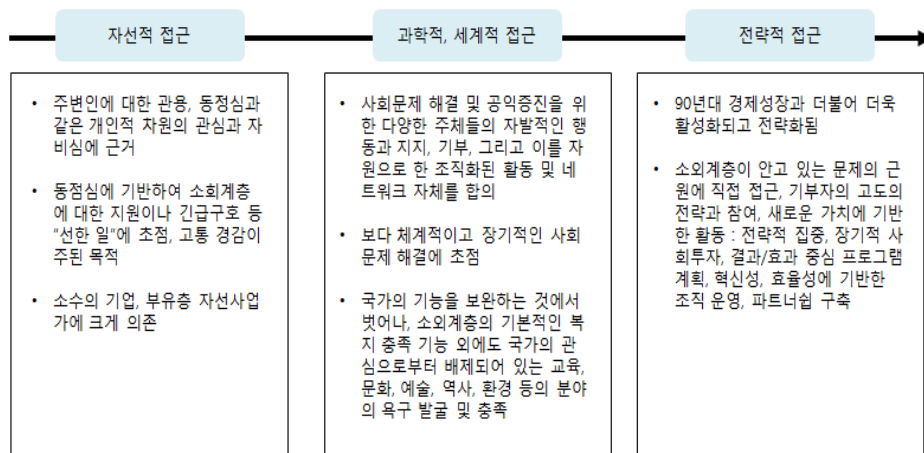 자선적 접근
과학적, 세계적 접근
전략적 접근
• 주변인에 대한 관용, 동정심과
같은 개인적 차원의 관심과 자
비심에 근거
• 동점심에 기반하여 소회계층
에 대한 지원이나 긴급구호 등
"선한 일"에 초점, 고통 경감이
주된 목적
• 소수의 기업, 부유층 자선사업
가에 크게 의존
• 사회문제 해결 및 공익증진을 위
한 다양한 주체들의 자발적인 행
동과 지지, 기부, 그리고 이를 자
원으로 한 조직화된 활동 및 네
트워크 자체를 합의
• 보다 체계적이고 장기적인 사회
문제 해결에 초점
• 국가의 기능을 보완하는 것에서
벗어나, 소외계층의 기본적인 복
지 충족 기능 외에도 국가의 관
심으로부터 배제되어 있는 교육,
문화, 예술, 역사, 환경 등의 분야
의 욕구 발굴 및 충족
• 90년대 경제성장과 더불어 더욱
활성화되고 전략화됨
• 소외계층이 안고 있는 문제의 근
원에 직접 접근, 기부자의 고도의
전략과 참여, 새로운 가치에 기반
한 활동 : 전략적 집중, 장기적 사
회투자, 결과/효과 중심 프로그램
계획, 혁신성, 효율성에 기반한
조직 운영, 파트너쉽 구축